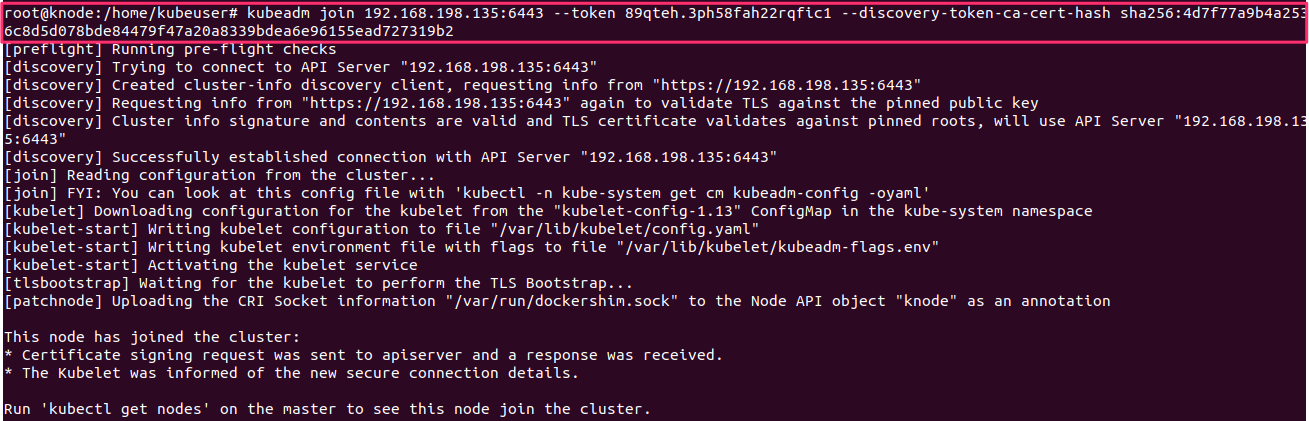 root@knode:/home/kubeuser# kubeadm join 192.168.198.135:6443 --token 89qteh.3ph58fah22rqfic1 --discovery-token-ca-cert-hash sha256:4d7f77a9b4a253
6c8d5d078bde84479f47a20a8339bdea6e96155ead727319b2
[preflight] Running pre-flight checks
[discovery] Trying to connect to API Server "192.168.198.135:6443"
[discovery] Created cluster-info discovery client, requesting info from "https://192.168.198.135:6443"
[discovery] Requesting info from "https://192.168.198.135:6443" again to validate TLS against the pinned public key
[discovery] Cluster info signature and contents are valid and TLS certificate validates against pinned roots, will use API Server "192.168.198.13
5:6443"
[discovery] Successfully established connection with API Server "192.168.198.135:6443"
[join] Reading configuration from the cluster...
[join] FYI: You can look at this config file with 'kubectl -n kube-system get cm kubeadm-config -oyaml'
[kubelet] Downloading configuration for the kubelet from the "kubelet-config-1.13" ConfigMap in the kube-system namespace
[kubelet-start] Writing kubelet configuration to file "/var/lib/kubelet/config.yaml"
[kubelet-start] Writing kubelet environment file with flags to file "/var/lib/kubelet/kubeadm-flags.env"
[kubelet-start] Activating the kubelet service
[tlsbootstrap] Waiting for the kubelet to perform the TLS Bootstrap...
[patchnode] Uploading the CRI Socket information "/var/run/dockershim.sock" to the Node API object "knode" as an annotation

This node has joined the cluster:
* Certificate signing request was sent to apiserver and a response was received.
* The Kubelet was informed of the new secure connection details.

Run 'kubectl get nodes' on the master to see this node join the cluster.